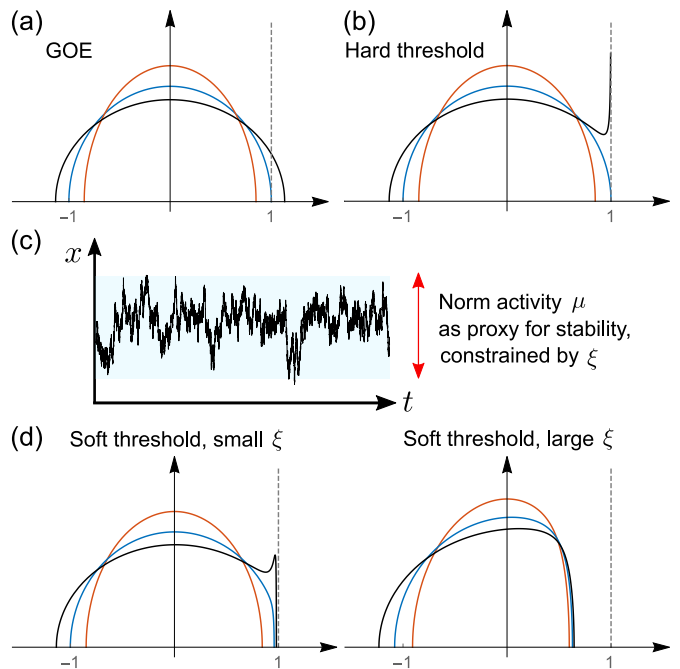 (a)
GOE
−1
1
(b)
Hard threshold
−1
1
(c)
x
t
Norm activity μ
as proxy for stability,
constrained by ξ
(d)
Soft threshold, small ξ
−1
1
Soft threshold, large ξ
−1
1